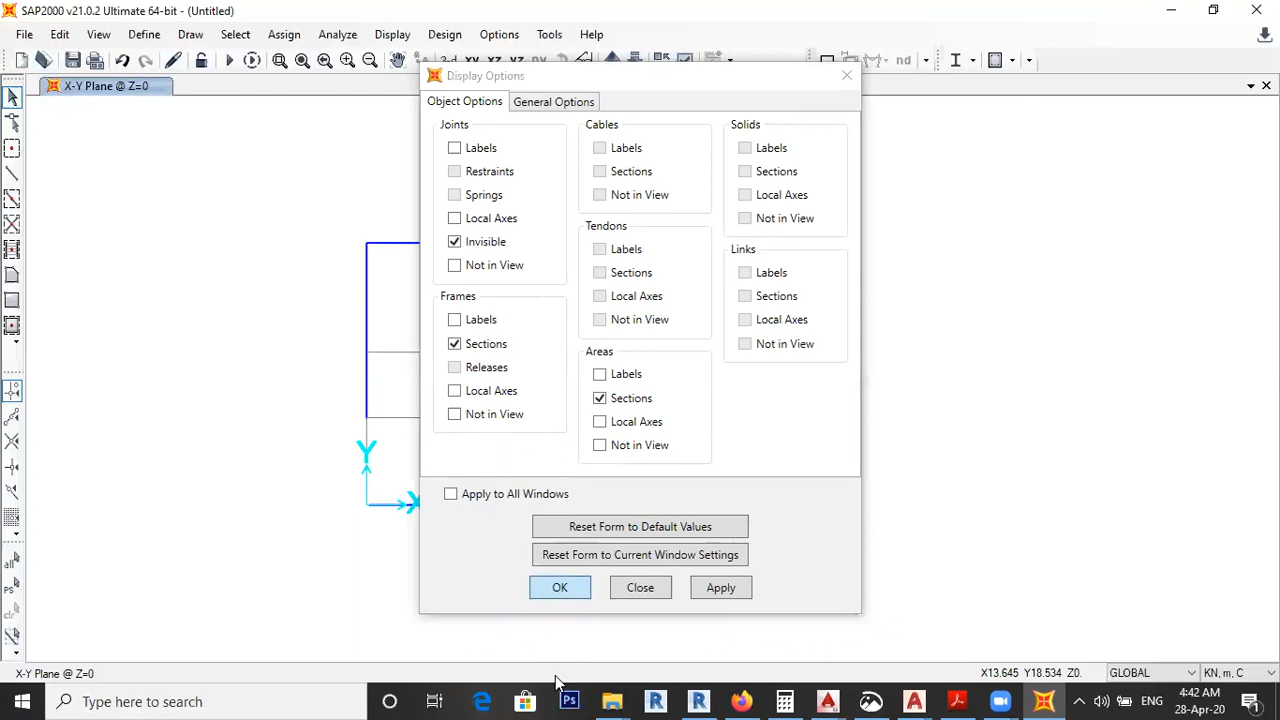 SAP2000 v21.0.2 Ultimate 64-bit - (Untitled)
File Edit View Define Draw Select Assign Analyze Display Design Options Tools Help
nd
X-Y Plane @ Z=0
Display Options
Object Options General Options
Joints
Labels
Restraints
Springs
Local Axes
Invisible
Not in View
Frames
Labels
Sections
Releases
Local Axes
Not in View
Cables
Labels
Sections
Not in View
Tendons
Labels
Sections
Local Axes
Not in View
Areas
Labels
Sections
Local Axes
Not in View
Solids
Labels
Sections
Local Axes
Not in View
Links
Labels
Sections
Local Axes
Not in View
Apply to All Windows
Reset Form to Default Values
Reset Form to Current Window Settings
OK Close Apply
Y
X
all
PS
clr
X-Y Plane @ Z=0 X13.645 Y18.534 Z0. GLOBAL KN, m, C
Type here to search
Ps
ENG
4:42 AM
28-Apr-20
1